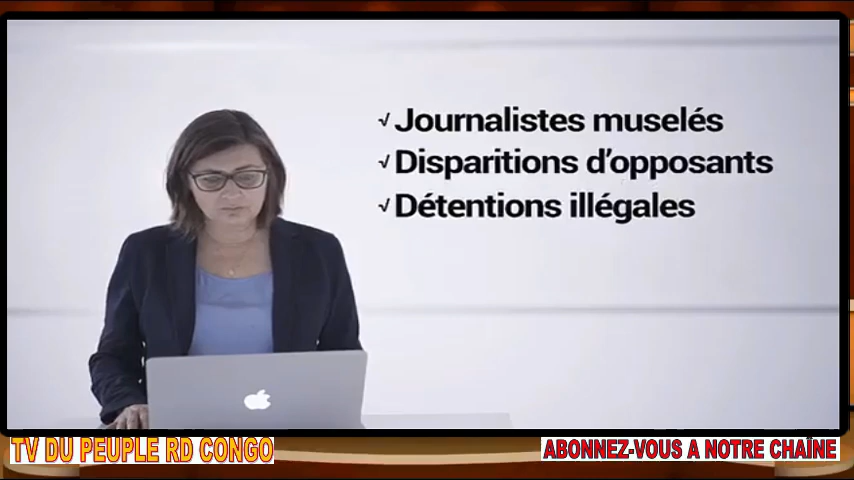 √ Journalistes muselés
√ Disparitions d’opposants
√ Détentions illégales
TV DU PEUPLE RD CONGO
ABONNEZ-VOUS A NOTRE CHAÎNE